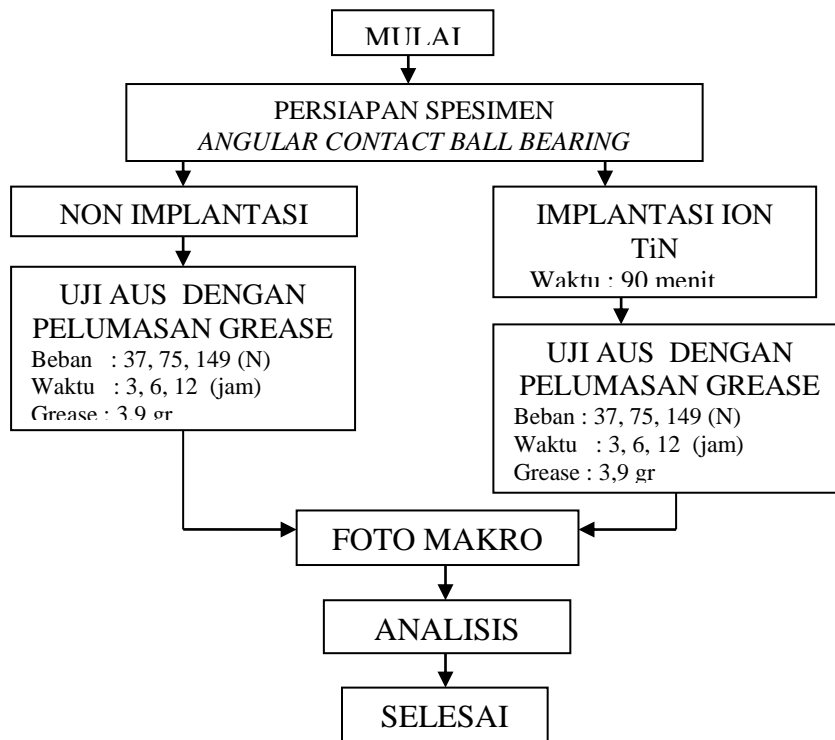 MULAI
PERSIAPAN SPESIMEN
ANGULAR CONTACT BALL BEARING
NON IMPLANTASI
IMPLANTASI ION
TiN
Waktu : 90 menit
UJI AUS DENGAN
PELUMASAN GREASE
Beban : 37, 75, 149 (N)
Waktu : 3, 6, 12 (jam)
Grease : 3,9 gr
UJI AUS DENGAN
PELUMASAN GREASE
Beban : 37, 75, 149 (N)
Waktu : 3, 6, 12 (jam)
Grease : 3,9 gr
FOTO MAKRO
ANALISIS
SELESAI